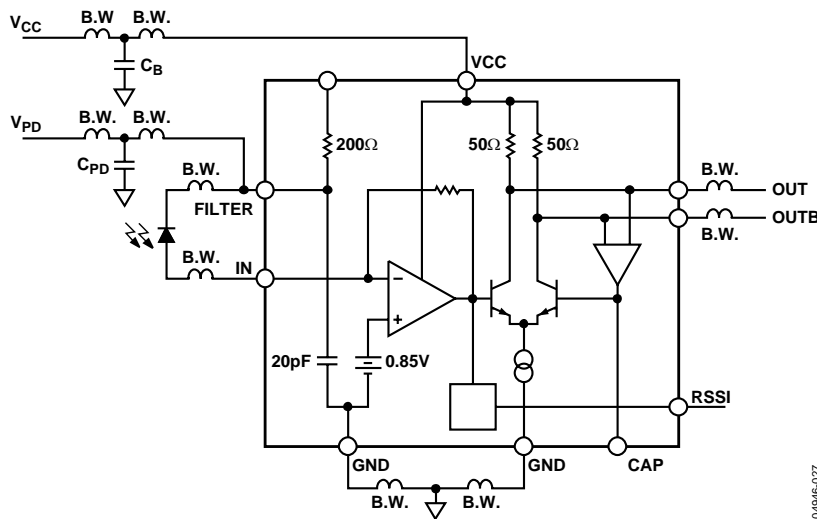 B.W
B.W.
VCC
CB
VCC
B.W.
B.W.
VPD
CPD
B.W.
FILTER
200Ω
50Ω
50Ω
B.W.
OUT
OUTB
B.W.
B.W.
IN
−
+
20pF
0.85V
RSSI
GND
GND
CAP
B.W.
B.W.
04946-027